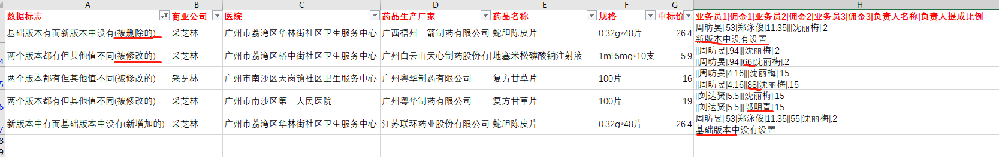 A B C D E F G H
数据标志 商业公司 医院 药品生产厂家 药品名称 规格 中标价 业务员1|佣金1|业务员2|佣金2|业务员3|佣金3|负责人名称|负责人提成比例
基础版本有而新版本中没有(被删除的) 采芝林 广州市荔湾区华林街社区卫生服务中心 广西梧州三箭制药有限公司 蛇胆陈皮片 0.32g*48片 26.4 周昉旻|.53|郑泳俊|11.35|||沈丽梅|.2
新版本中没有设置
4 两个版本都有但其他值不同(被修改的) 采芝林 广州市荔湾区桥中街社区卫生服务中心 广州白云山天心制药股份有 地塞米松磷酸钠注射液 1ml:5mg*10支 5.9 ||周昉旻|.94|||沈丽梅|.2
||周昉旻|.94||66|沈丽梅|.2
5 两个版本都有但其他值不同(被修改的) 采芝林 广州市南沙区大岗镇社区卫生服务中心 广州粤华制药有限公司 复方甘草片 100片 16 ||周昉旻|4.16|||沈丽梅|.15
||周昉旻|4.16||88|沈丽梅|.15
6 两个版本都有但其他值不同(被修改的) 采芝林 广州市南沙区第三人民医院 广州粤华制药有限公司 复方甘草片 100片 19 ||刘达贤|5.5|||沈丽梅|.15
||刘达贤|5.5|||邬明青|.15
7 新版本中有而基础版本中没有(新增加的) 采芝林 广州市荔湾区华林街社区卫生服务中心 江苏联环药业股份有限公司 蛇胆陈皮片 0.32g*48片 26.4 周昉旻|.53|郑泳俊|11.35||55|沈丽梅|.2
基础版本中没有设置
8
9